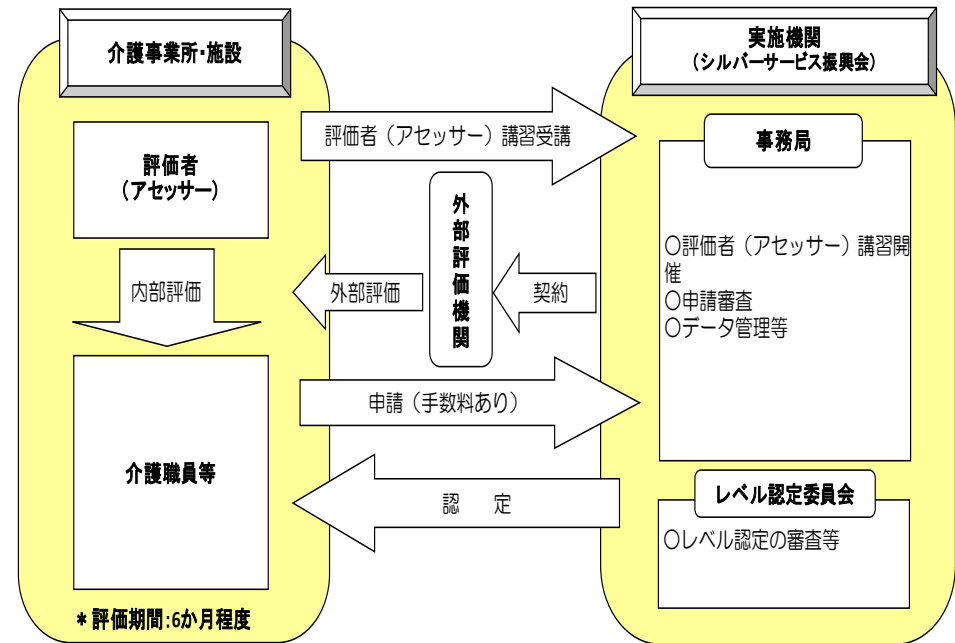 介護事業所・施設
評価者
（アセッサー）
内部評価
介護職員等
＊評価期間：6か月程度
評価者（アセッサー）講習受講
外部評価機関
外部評価
契約
申請（手数料あり）
認　定
実施機関
（シルバーサービス振興会）
事務局
〇評価者（アセッサー）講習開
催
〇申請審査
〇データ管理等
レベル認定委員会
〇レベル認定の審査等